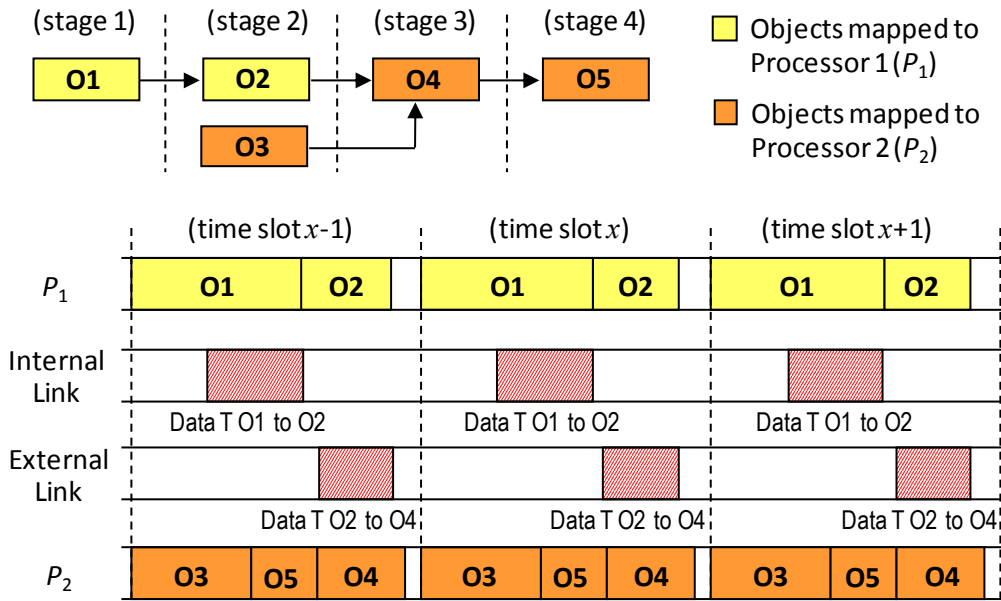 (stage 1) (stage 2) (stage 3) (stage 4)
O1 O2 O4 O5
O3
Objects mapped to
Processor 1 (P1)
Objects mapped to
Processor 2 (P2)
(time slot x-1) (time slot x) (time slot x+1)
P1 O1 O2 O1 O2 O1 O2
Internal
Link
Data T O1 to O2 Data T O1 to O2 Data T O1 to O2
External
Link
Data T O2 to O4 Data T O2 to O4 Data T O2 to O4
P2 O3 O5 O4 O3 O5 O4 O3 O5 O4